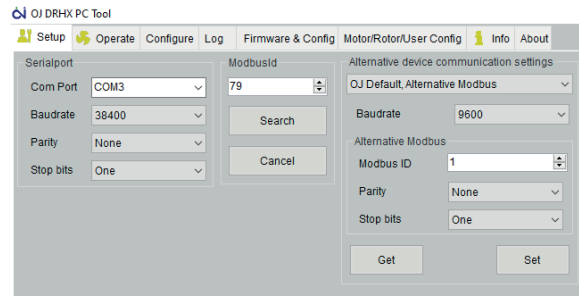 OJ DRHX PC Tool
Setup Operate Configure Log Firmware & Config Motor/Rotor/User Config Info About
Serialport
Com Port COM3
Baudrate 38400
Parity None
Stop bits One
ModbusId
79
Search
Cancel
Alternative device communication settings
OJ Default, Alternative Modbus
Baudrate 9600
Alternative Modbus
Modbus ID 1
Parity None
Stop bits One
Get Set